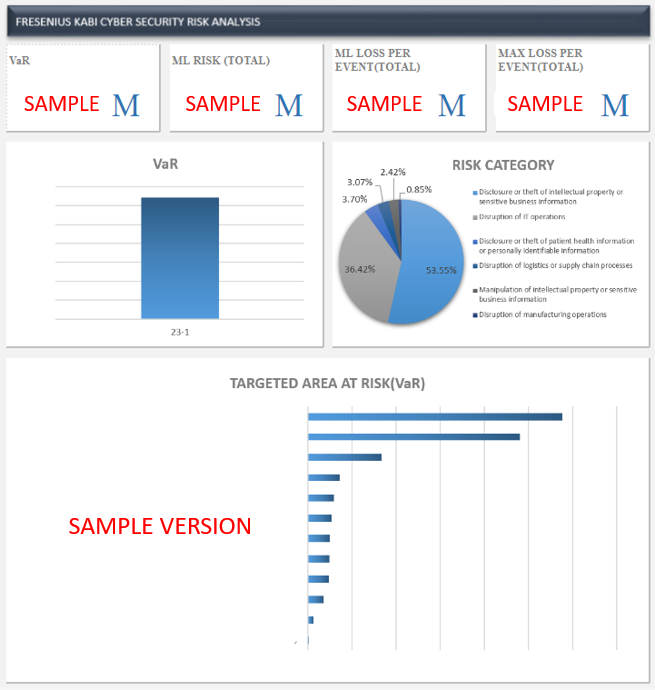 FRESENIUS KABI CYBER SECURITY RISK ANALYSIS
VaR
SAMPLE M
ML RISK (TOTAL)
SAMPLE M
ML LOSS PER
EVENT(TOTAL)
SAMPLE M
MAX LOSS PER
EVENT(TOTAL)
SAMPLE M
VaR
23-1
RISK CATEGORY
2.42%
3.07%
0.85%
3.70%
36.42%
53.55%
Disclosure or theft of intellectual property or
sensitive business information
Disruption of IT operations
Disclosure or theft of patient health information
or personally identifiable information
Disruption of logistics or supply chain processes
Manipulation of intellectual property or sensitive
business information
Disruption of manufacturing operations
TARGETED AREA AT RISK(VaR)
SAMPLE VERSION